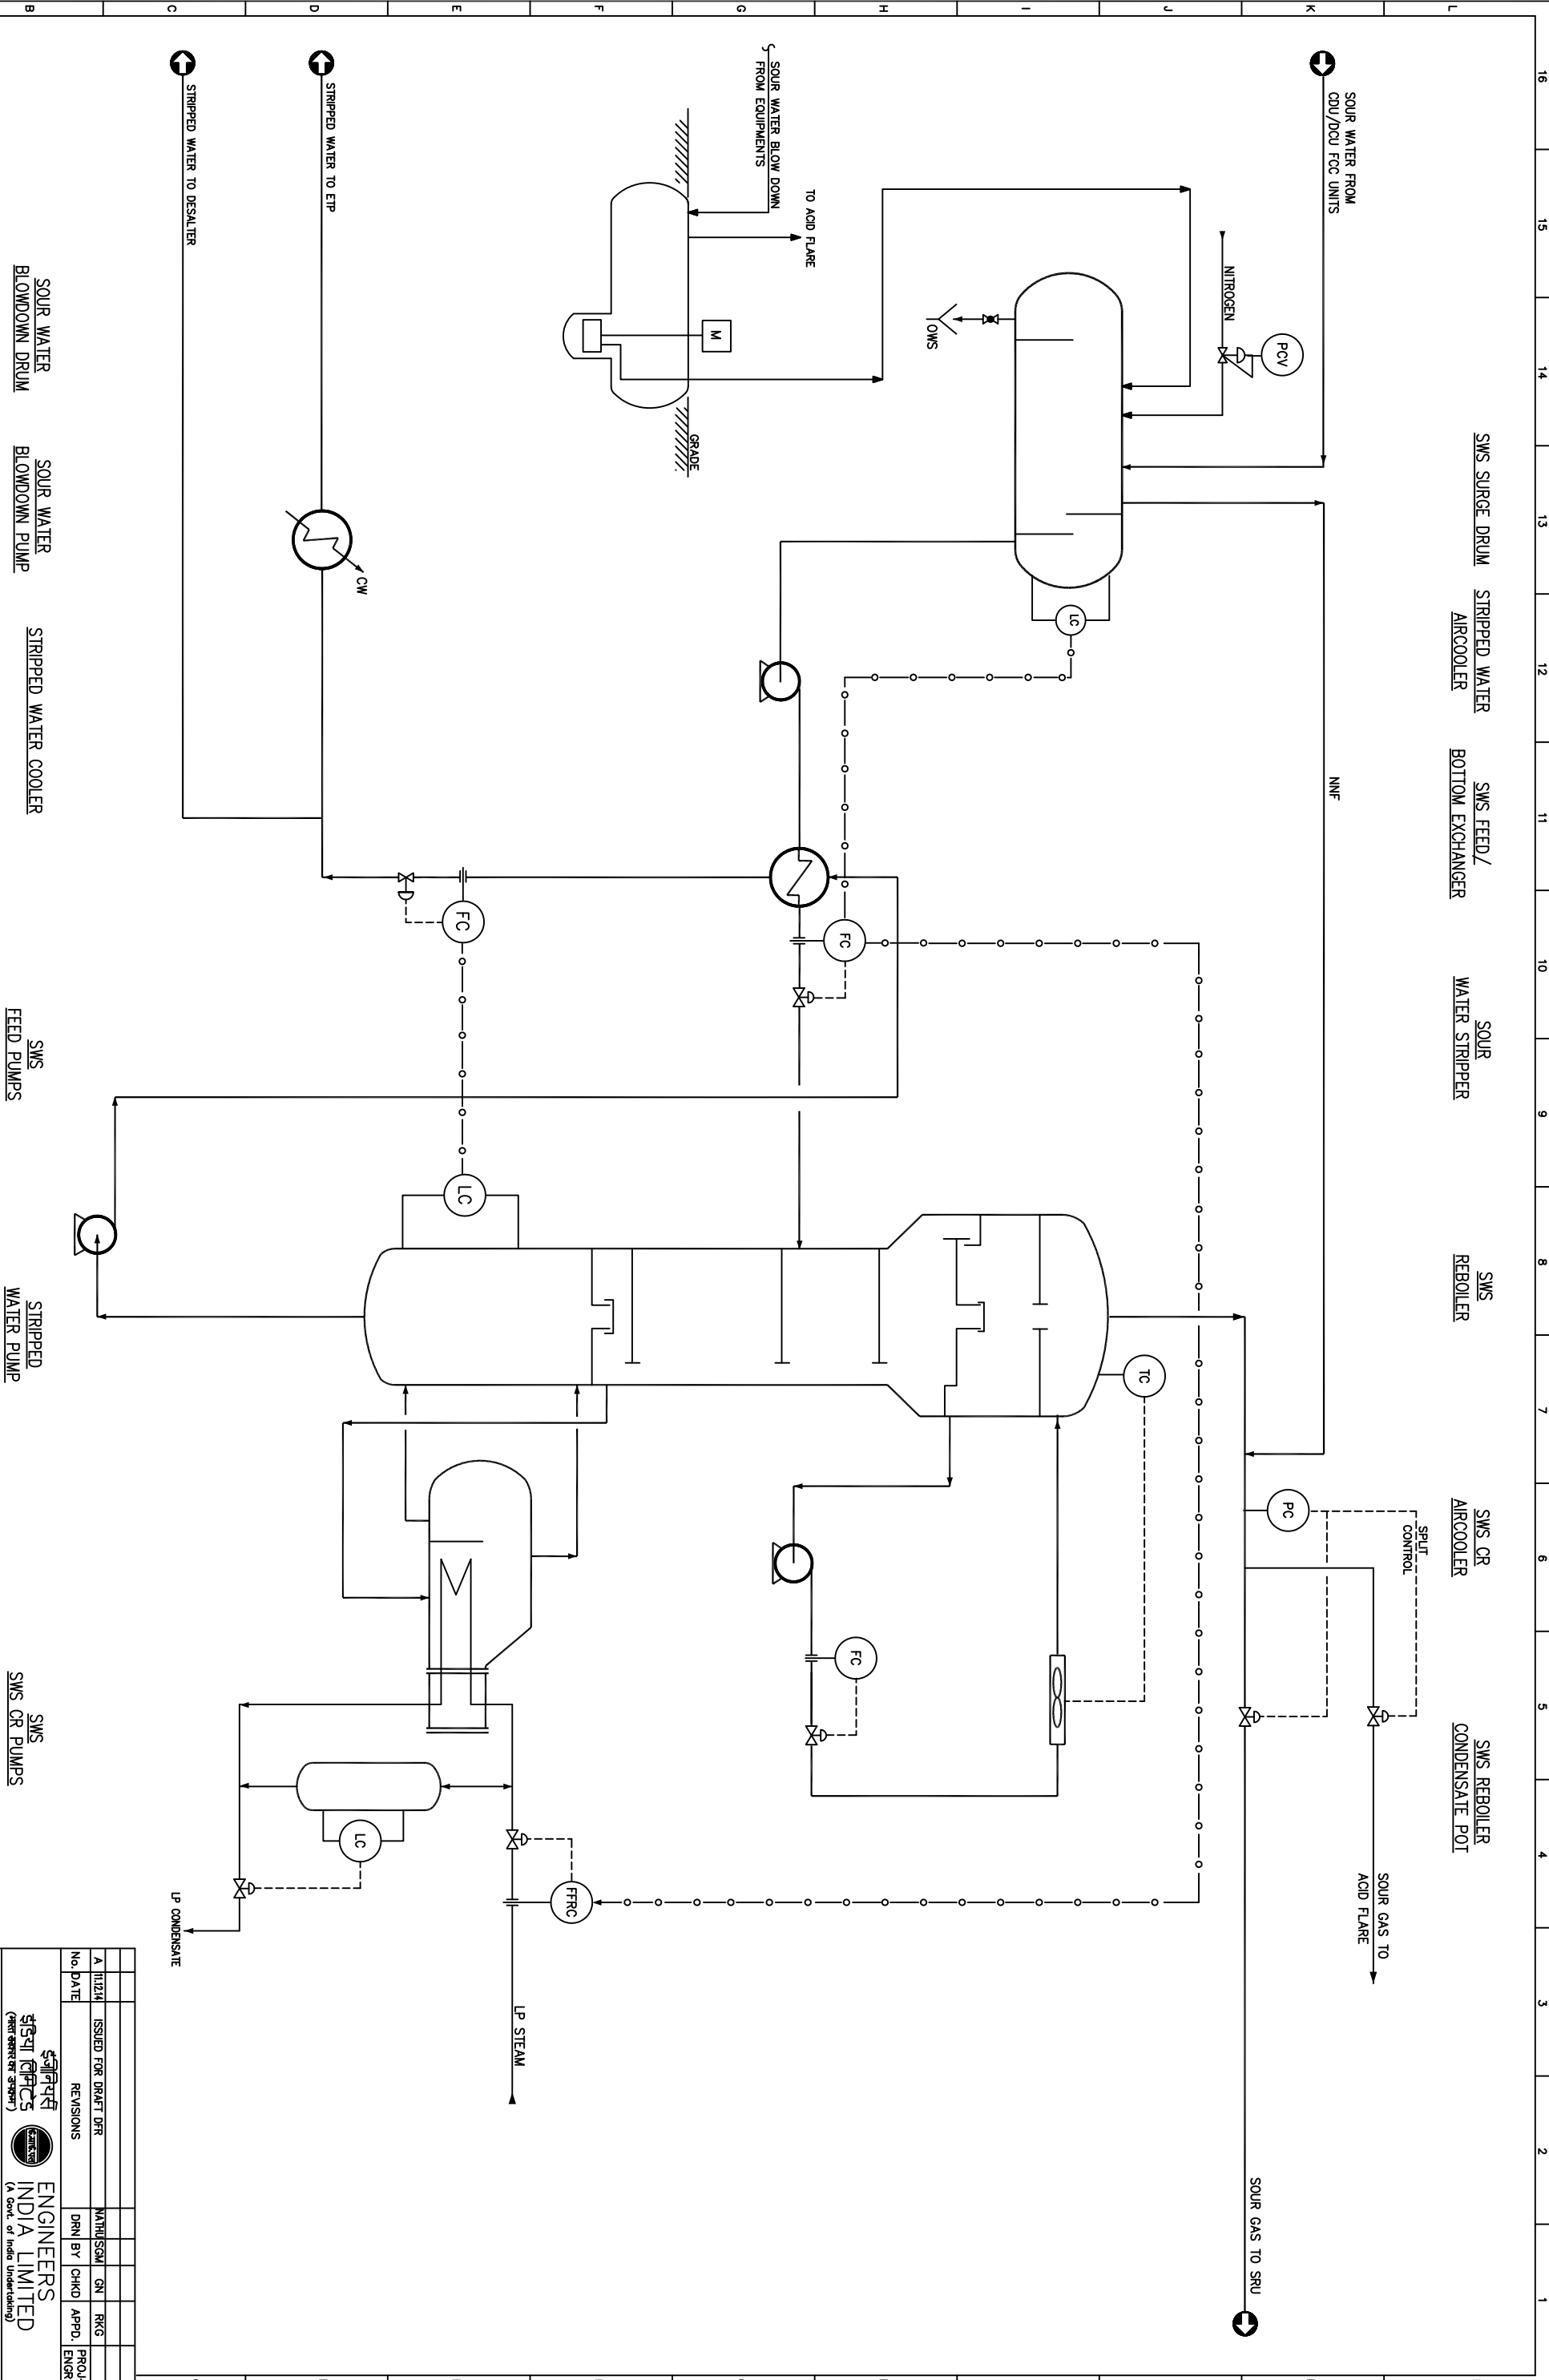 16
15
14
13
12
11
10
9
8
7
6
5
4
3
2
1
L
K
J
I
H
G
F
E
D
C
B
SWS SURGE DRUM
STRIPPED WATER
AIRCOOLER
SWS FEED/
BOTTOM EXCHANGER
SOUR
WATER STRIPPER
SWS
REBOILER
SWS CR
AIRCOOLER
SWS REBOILER
CONDENSATE POT
SOUR WATER FROM
CDU/DCU FCC UNITS
NNF
PC
SPLIT
CONTROL
SOUR GAS TO
ACID FLARE
SOUR GAS TO SRU
NITROGEN
PCV
OWS
LC
TC
SOUR WATER BLOW DOWN
FROM EQUIPMENTS
TO ACID FLARE
M
GRADE
FC
FC
FC
LC
FFRC
LP STEAM
LC
LP CONDENSATE
CW
STRIPPED WATER TO ETP
STRIPPED WATER TO DESALTER
SOUR WATER
BLOWDOWN DRUM
SOUR WATER
BLOWDOWN PUMP
STRIPPED WATER COOLER
SWS
FEED PUMPS
STRIPPED
WATER PUMP
SWS
SWS CR PUMPS
A 11.12.14 ISSUED FOR DRAFT DFR NATHU SGM GN RKG
No. DATE REVISIONS DRN BY CHKD APPD.
PROJ.
ENGR
इंजीनियर्स
इंडिया लिमिटेड
ENGINEERS
INDIA LIMITED
(A Govt. of India Undertaking)